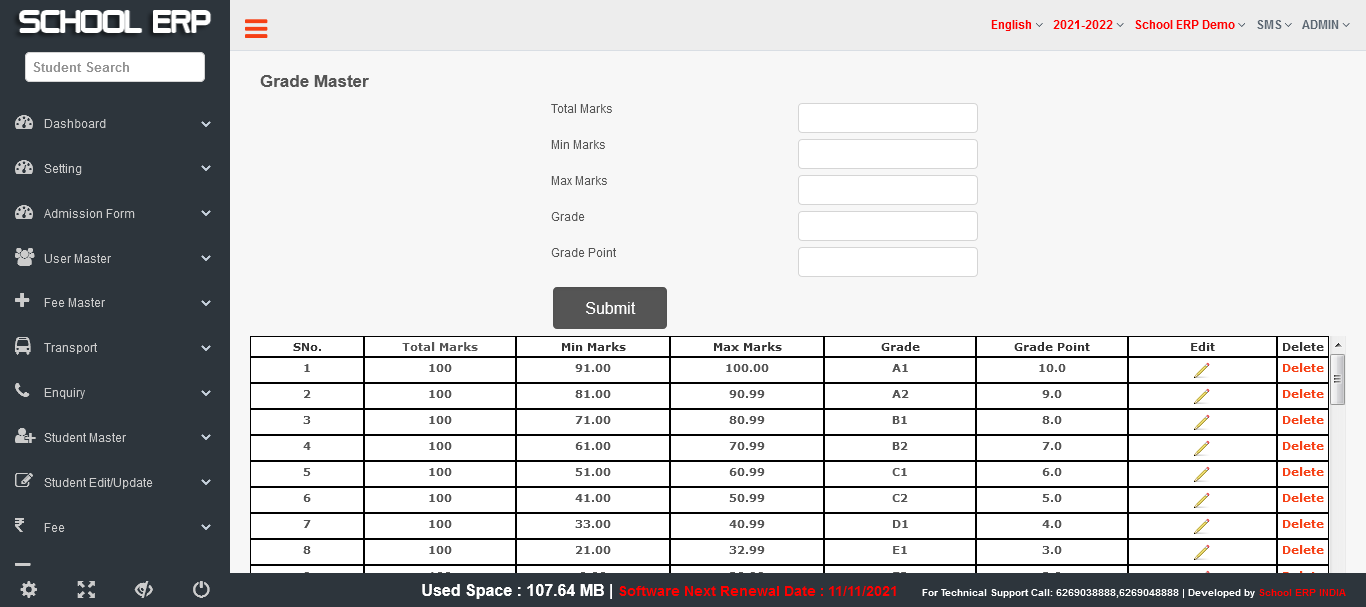 SCHOOL ERP
Student Search
Dashboard
Setting
Admission Form
User Master
Fee Master
Transport
Enquiry
Student Master
Student Edit/Update
Fee
English 2021-2022 School ERP Demo SMS ADMIN
Grade Master
Total Marks
Min Marks
Max Marks
Grade
Grade Point
Submit
SNo. Total Marks Min Marks Max Marks Grade Grade Point Edit Delete
1 100 91.00 100.00 A1 10.0 Delete
2 100 81.00 90.99 A2 9.0 Delete
3 100 71.00 80.99 B1 8.0 Delete
4 100 61.00 70.99 B2 7.0 Delete
5 100 51.00 60.99 C1 6.0 Delete
6 100 41.00 50.99 C2 5.0 Delete
7 100 33.00 40.99 D1 4.0 Delete
8 100 21.00 32.99 E1 3.0 Delete
Used Space : 107.64 MB | Software Next Renewal Date : 11/11/2021 For Technical Support Call: 6269038888,6269048888 | Developed by School ERP INDIA